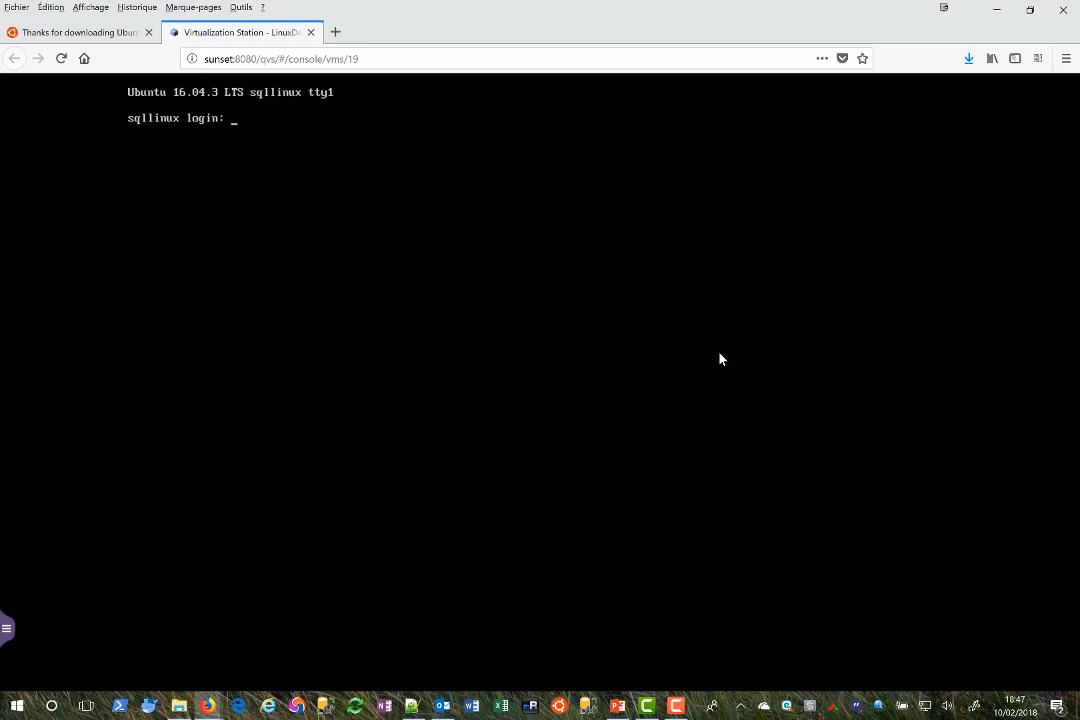 Fichier Édition Affichage Historique Marque-pages Outils ?
Thanks for downloading Ubun Virtualization Station - LinuxDe
sunset:8080/qvs/#/console/vms/19
Ubuntu 16.04.3 LTS sqllinux tty1
sqllinux login: _
18:47
10/02/2018